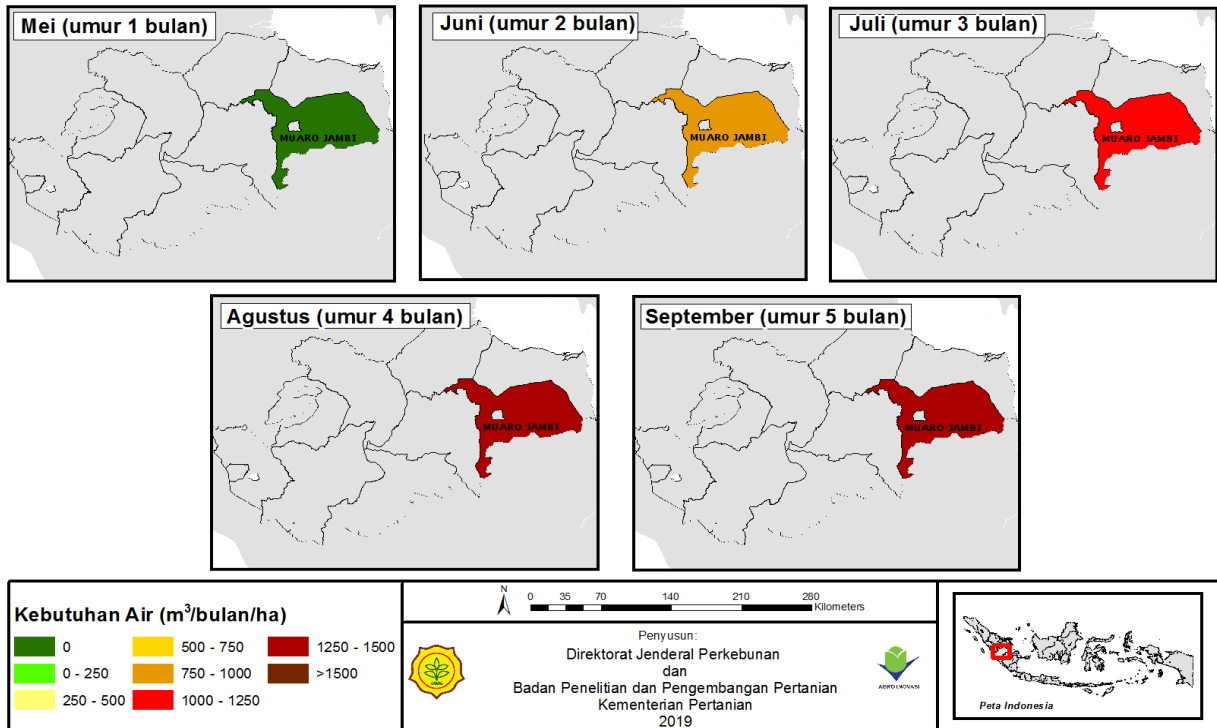 Mei (umur 1 bulan)
MUARO JAMBI
Juni (umur 2 bulan)
MUARO JAMBI
Juli (umur 3 bulan)
MUARO JAMBI
Agustus (umur 4 bulan)
MUARO JAMBI
September (umur 5 bulan)
MUARO JAMBI
Kebutuhan Air (m³/bulan/ha)
0
0 - 250
250 - 500
500 - 750
750 - 1000
1000 - 1250
1250 - 1500
>1500
N
0 35 70 140 210 280
Kilometers
Penyusun:
Direktorat Jenderal Perkebunan
dan
Badan Penelitian dan Pengembangan Pertanian
Kementerian Pertanian
2019
AGRO INOVASI
Peta Indonesia